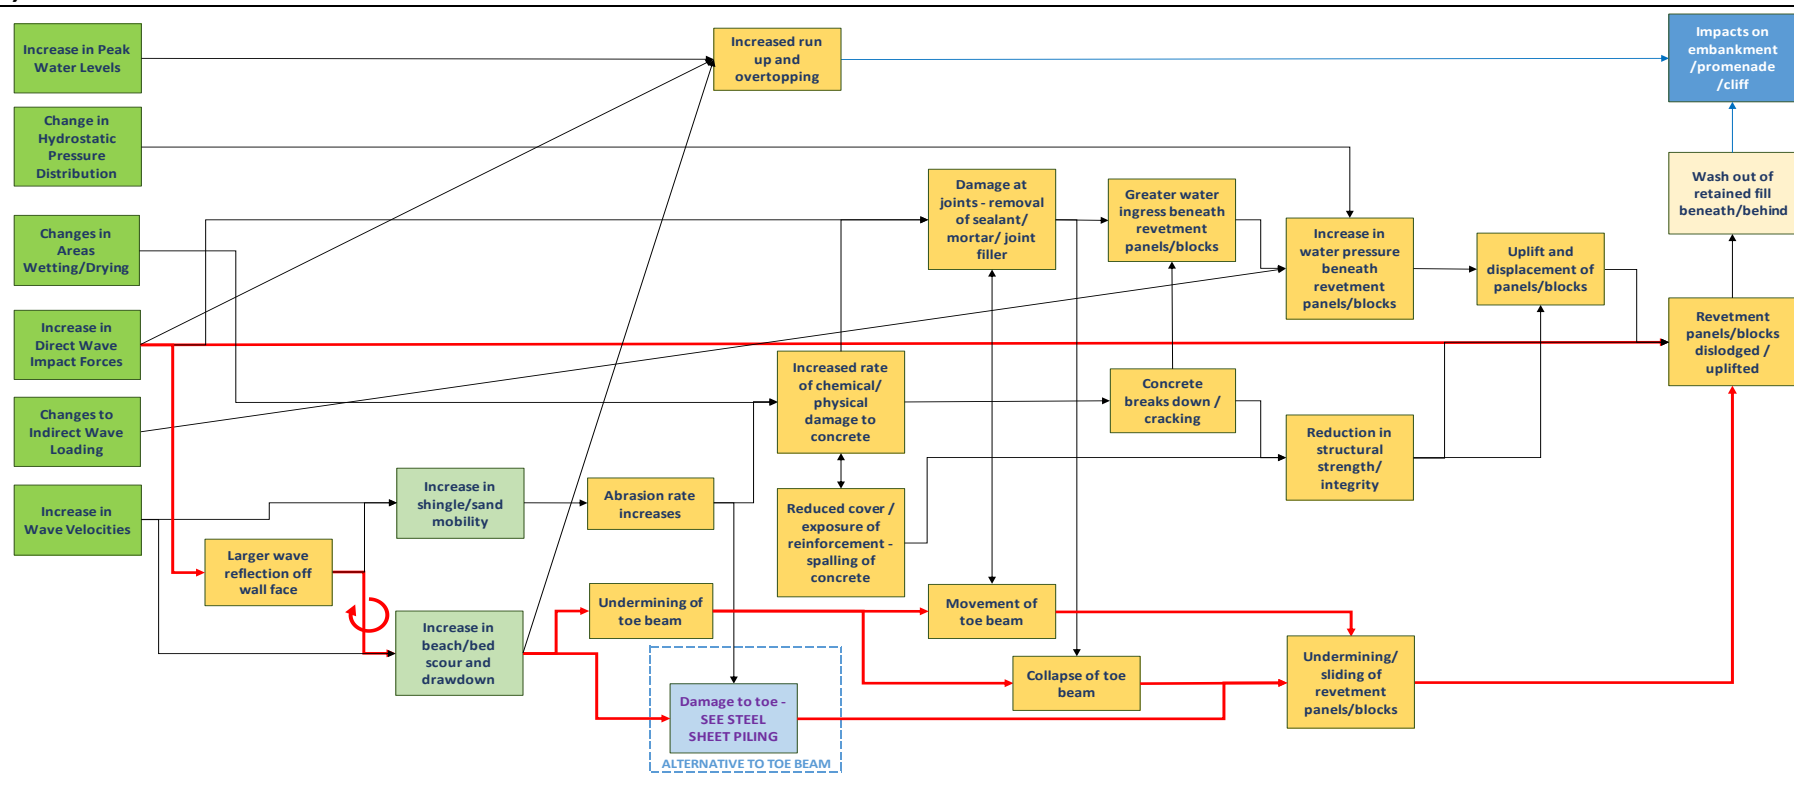 Increase in Peak
Water Levels
Increased run
up and
overtopping
Impacts on
embankment
/promenade
/cliff
Change in
Hydrostatic
Pressure
Distribution
Wash out of
retained fill
beneath/behind
Damage at
joints - removal
of sealant/
mortar/ joint
filler
Greater water
ingress beneath
revetment
panels/blocks
Changes in
Areas
Wetting/Drying
Increase in
water pressure
beneath
revetment
panels/blocks
Uplift and
displacement of
panels/blocks
Increase in
Direct Wave
Impact Forces
Revetment
panels/blocks
dislodged /
uplifted
Increased rate
of chemical/
physical
damage to
concrete
Concrete
breaks down /
cracking
Changes to
Indirect Wave
Loading
Reduction in
structural
strength/
integrity
Increase in
shingle/sand
mobility
Abrasion rate
increases
Increase in
Wave Velocities
Reduced cover /
exposure of
reinforcement -
spalling of
concrete
Larger wave
reflection off
wall face
Undermining of
toe beam
Movement of
toe beam
Increase in
beach/bed
scour and
drawdown
Collapse of toe
beam
Undermining/
sliding of
revetment
panels/blocks
Damage to toe -
SEE STEEL
SHEET PILING
ALTERNATIVE TO TOE BEAM